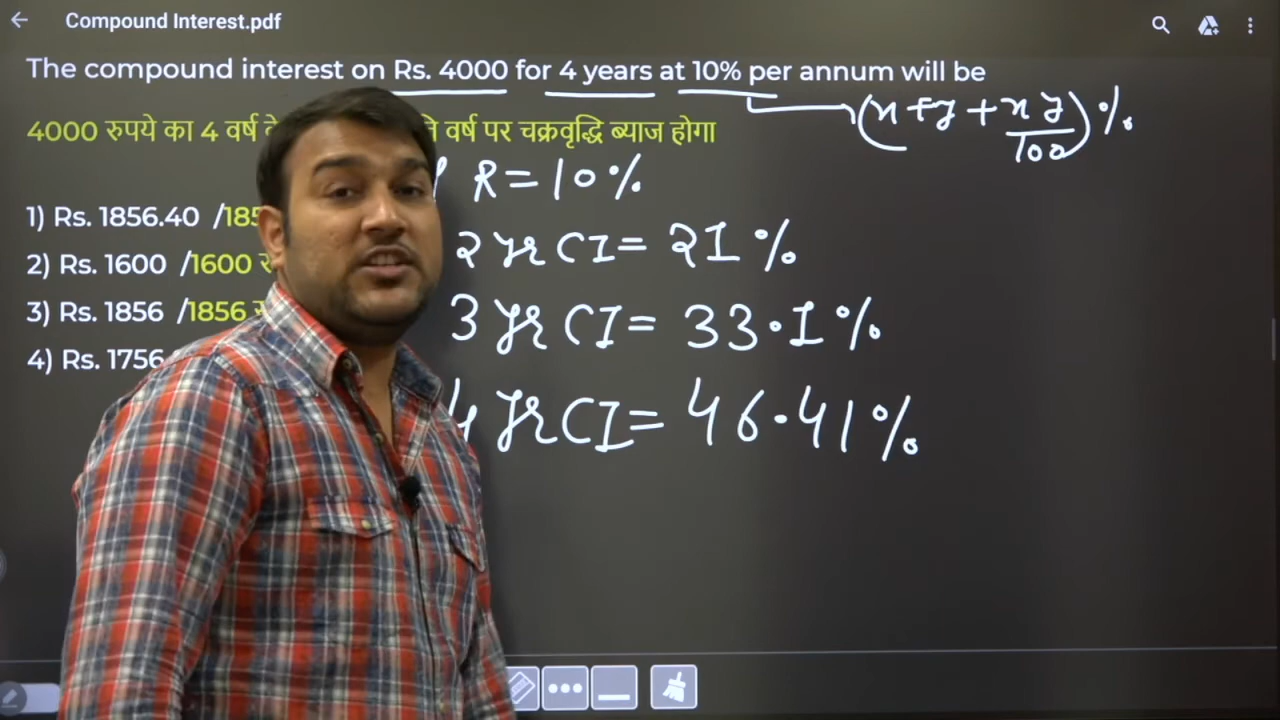 Compound Interest.pdf
The compound interest on Rs. 4000 for 4 years at 10% per annum will be
(x+y+xy/100)%
4000 रुपये का 4 वर्ष वर्ष पर चक्रवृद्धि ब्याज होगा
R=10%
1) Rs. 1856.40 /185
2 yr CI= 21%
2) Rs. 1600 /1600
3) Rs. 1856 /1856
3 yr CI= 33.1%
4) Rs. 1756
4 yr CI= 46.41%